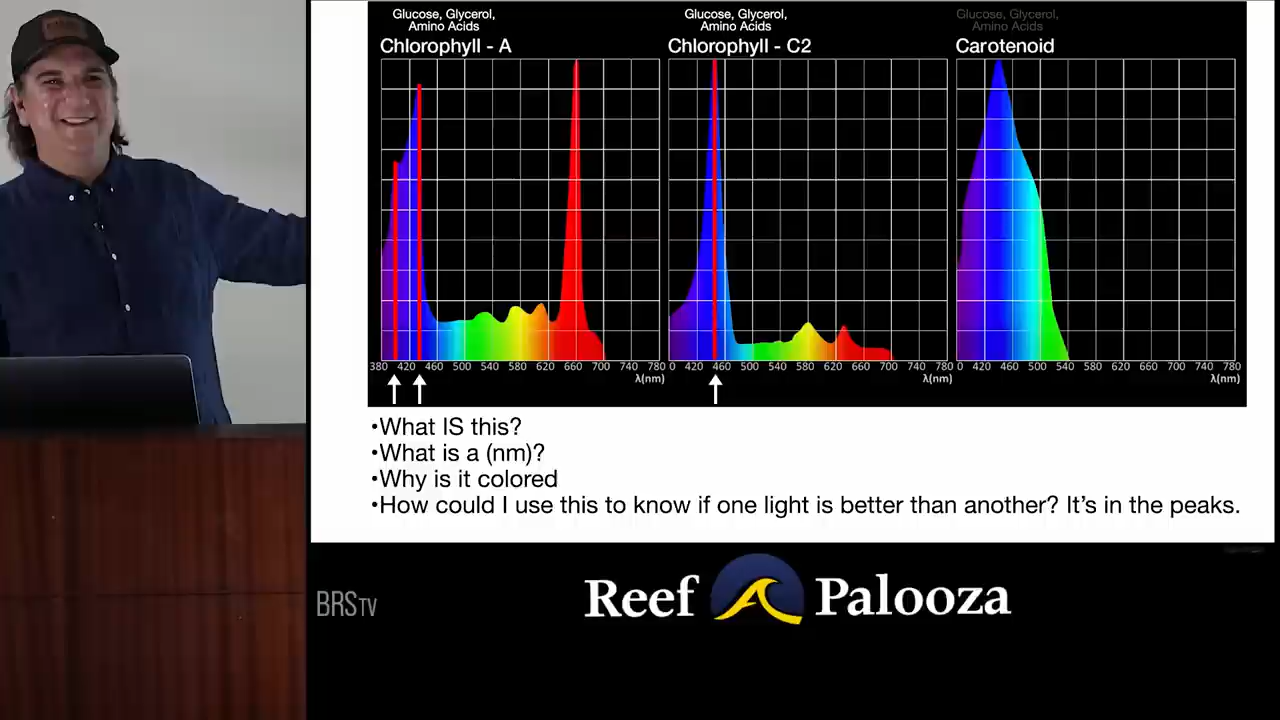 Glucose, Glycerol,
Amino Acids
Chlorophyll - A
380 420 460 500 540 580 620 660 700 740 780
λ(nm)
Glucose, Glycerol,
Amino Acids
Chlorophyll - C2
0 420 460 500 540 580 620 660 700 740 780
λ(nm)
Glucose, Glycerol,
Amino Acids
Carotenoid
0 420 460 500 540 580 620 660 700 740 780
λ(nm)
•What IS this?
•What is a (nm)?
•Why is it colored
•How could I use this to know if one light is better than another? It's in the peaks.
BRSTV
Reef Palooza